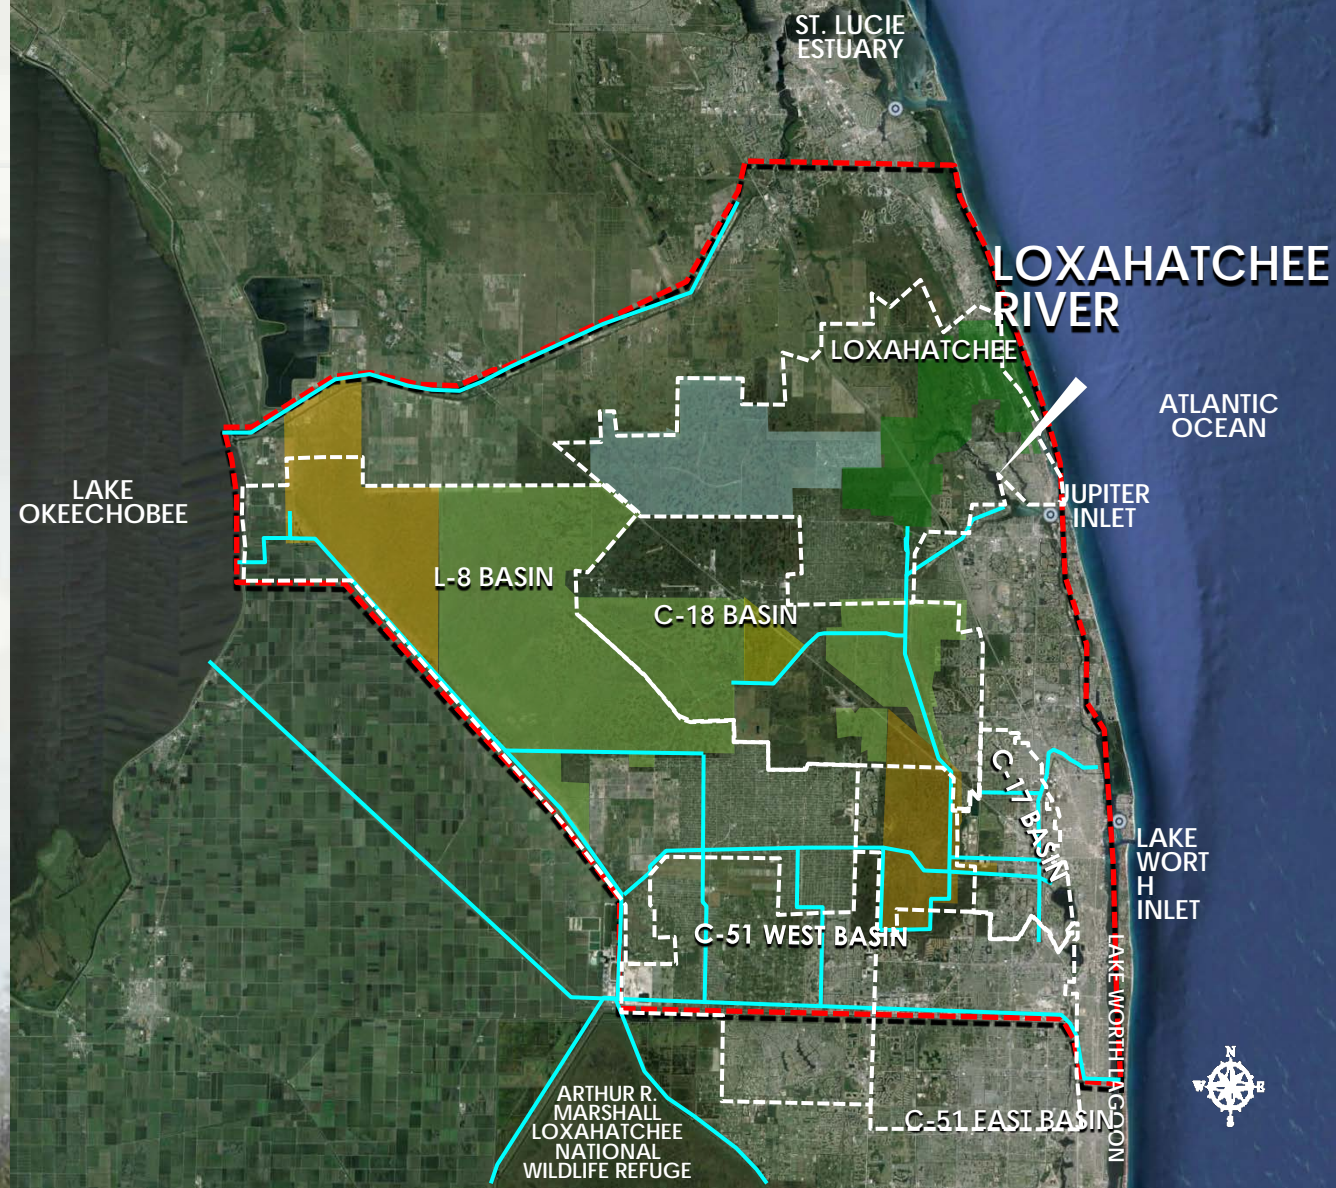 ST. LUCIE
ESTUARY
LOXAHATCHEE
RIVER
LOXAHATCHEE
ATLANTIC
OCEAN
LAKE
OKEECHOBEE
JUPITER
INLET
L-8 BASIN
C-18 BASIN
C-17 BASIN
LAKE
WORT
H
INLET
C-51 WEST BASIN
LAKE WORTH LAGOON
N
W
E
S
ARTHUR R.
MARSHALL
LOXAHATCHEE
NATIONAL
WILDLIFE REFUGE
C-51 EAST BASIN